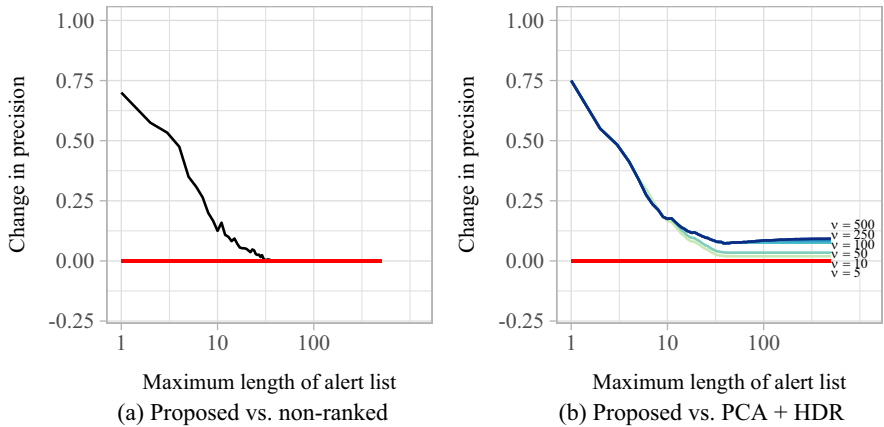 1.00
0.75
0.50
0.25
0.00
-0.25
Change in precision
1 10 100
Maximum length of alert list
(a) Proposed vs. non-ranked
1.00
0.75
0.50
0.25
0.00
-0.25
Change in precision
ν = 500
ν = 250
ν = 100
ν = 50
ν = 10
ν = 5
1 10 100
Maximum length of alert list
(b) Proposed vs. PCA + HDR